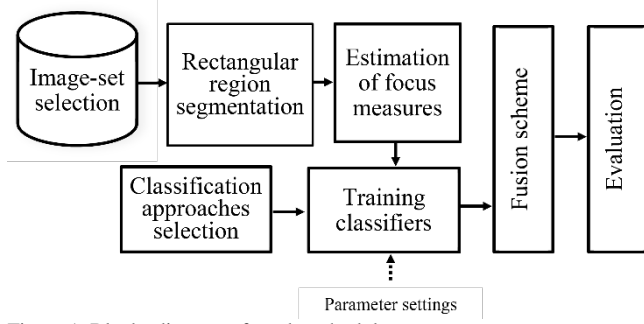 Image-set
selection
Rectangular
region
segmentation
Estimation
of focus
measures
Classification
approaches
selection
Training
classifiers
Fusion scheme
Evaluation
Parameter settings